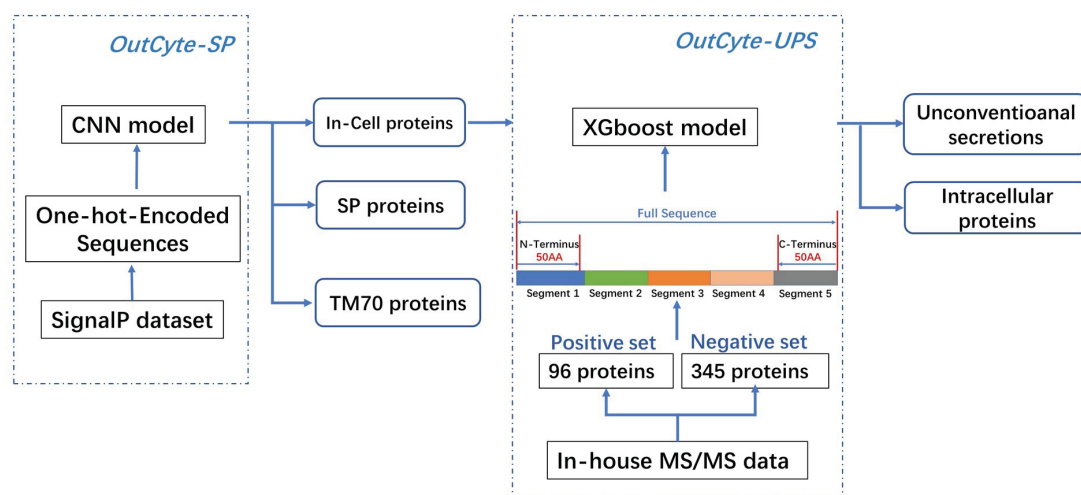 OutCyte-SP
CNN model
One-hot-Encoded
Sequences
SignalP dataset
In-Cell proteins
SP proteins
TM70 proteins
OutCyte-UPS
XGboost model
Full Sequence
N-Terminus
50AA
C-Terminus
50AA
Segment 1
Segment 2
Segment 3
Segment 4
Segment 5
Positive set
Negative set
96 proteins
345 proteins
In-house MS/MS data
Unconventioanal
secretions
Intracellular
proteins